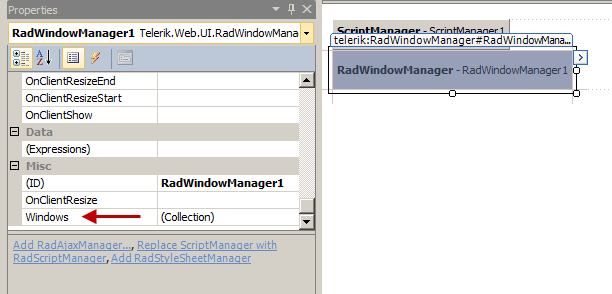 Properties
RadWindowManager1 Telerik.Web.UI.RadWindowMana
OnClientResizeEnd
OnClientResizeStart
OnClientShow
Data
(Expressions)
Misc
(ID) RadWindowManager1
OnClientResize
Windows (Collection)
Add RadAjaxManager..., Replace ScriptManager with
RadScriptManager, Add RadStyleSheetManager
ScriptManager - ScriptManager1
telerik:RadWindowManager#RadWindowMana...
RadWindowManager - RadWindowManager1